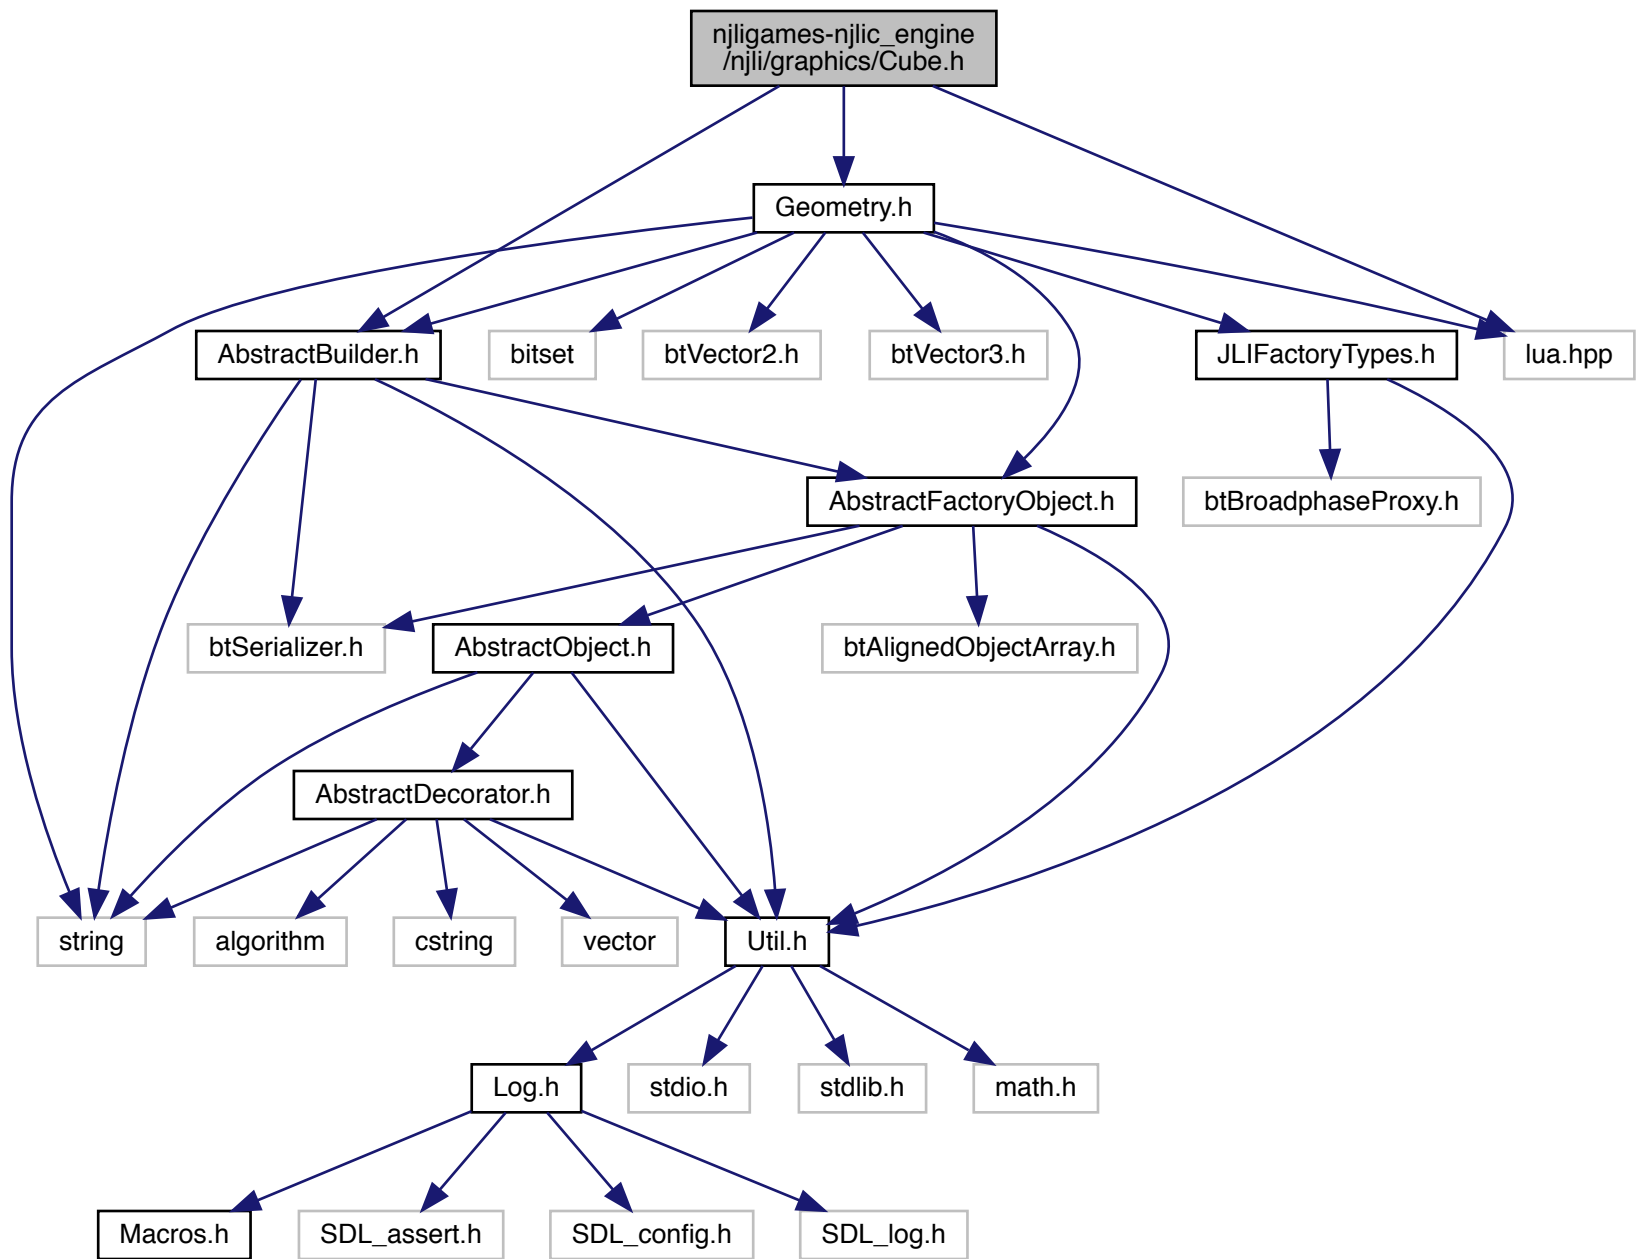 njligames-njlic_engine
/njli/graphics/Cube.h
Geometry.h
AbstractBuilder.h
bitset
btVector2.h
btVector3.h
JLIFactoryTypes.h
lua.hpp
AbstractFactoryObject.h
btBroadphaseProxy.h
btSerializer.h
AbstractObject.h
btAlignedObjectArray.h
AbstractDecorator.h
string
algorithm
cstring
vector
Util.h
Log.h
stdio.h
stdlib.h
math.h
Macros.h
SDL_assert.h
SDL_config.h
SDL_log.h